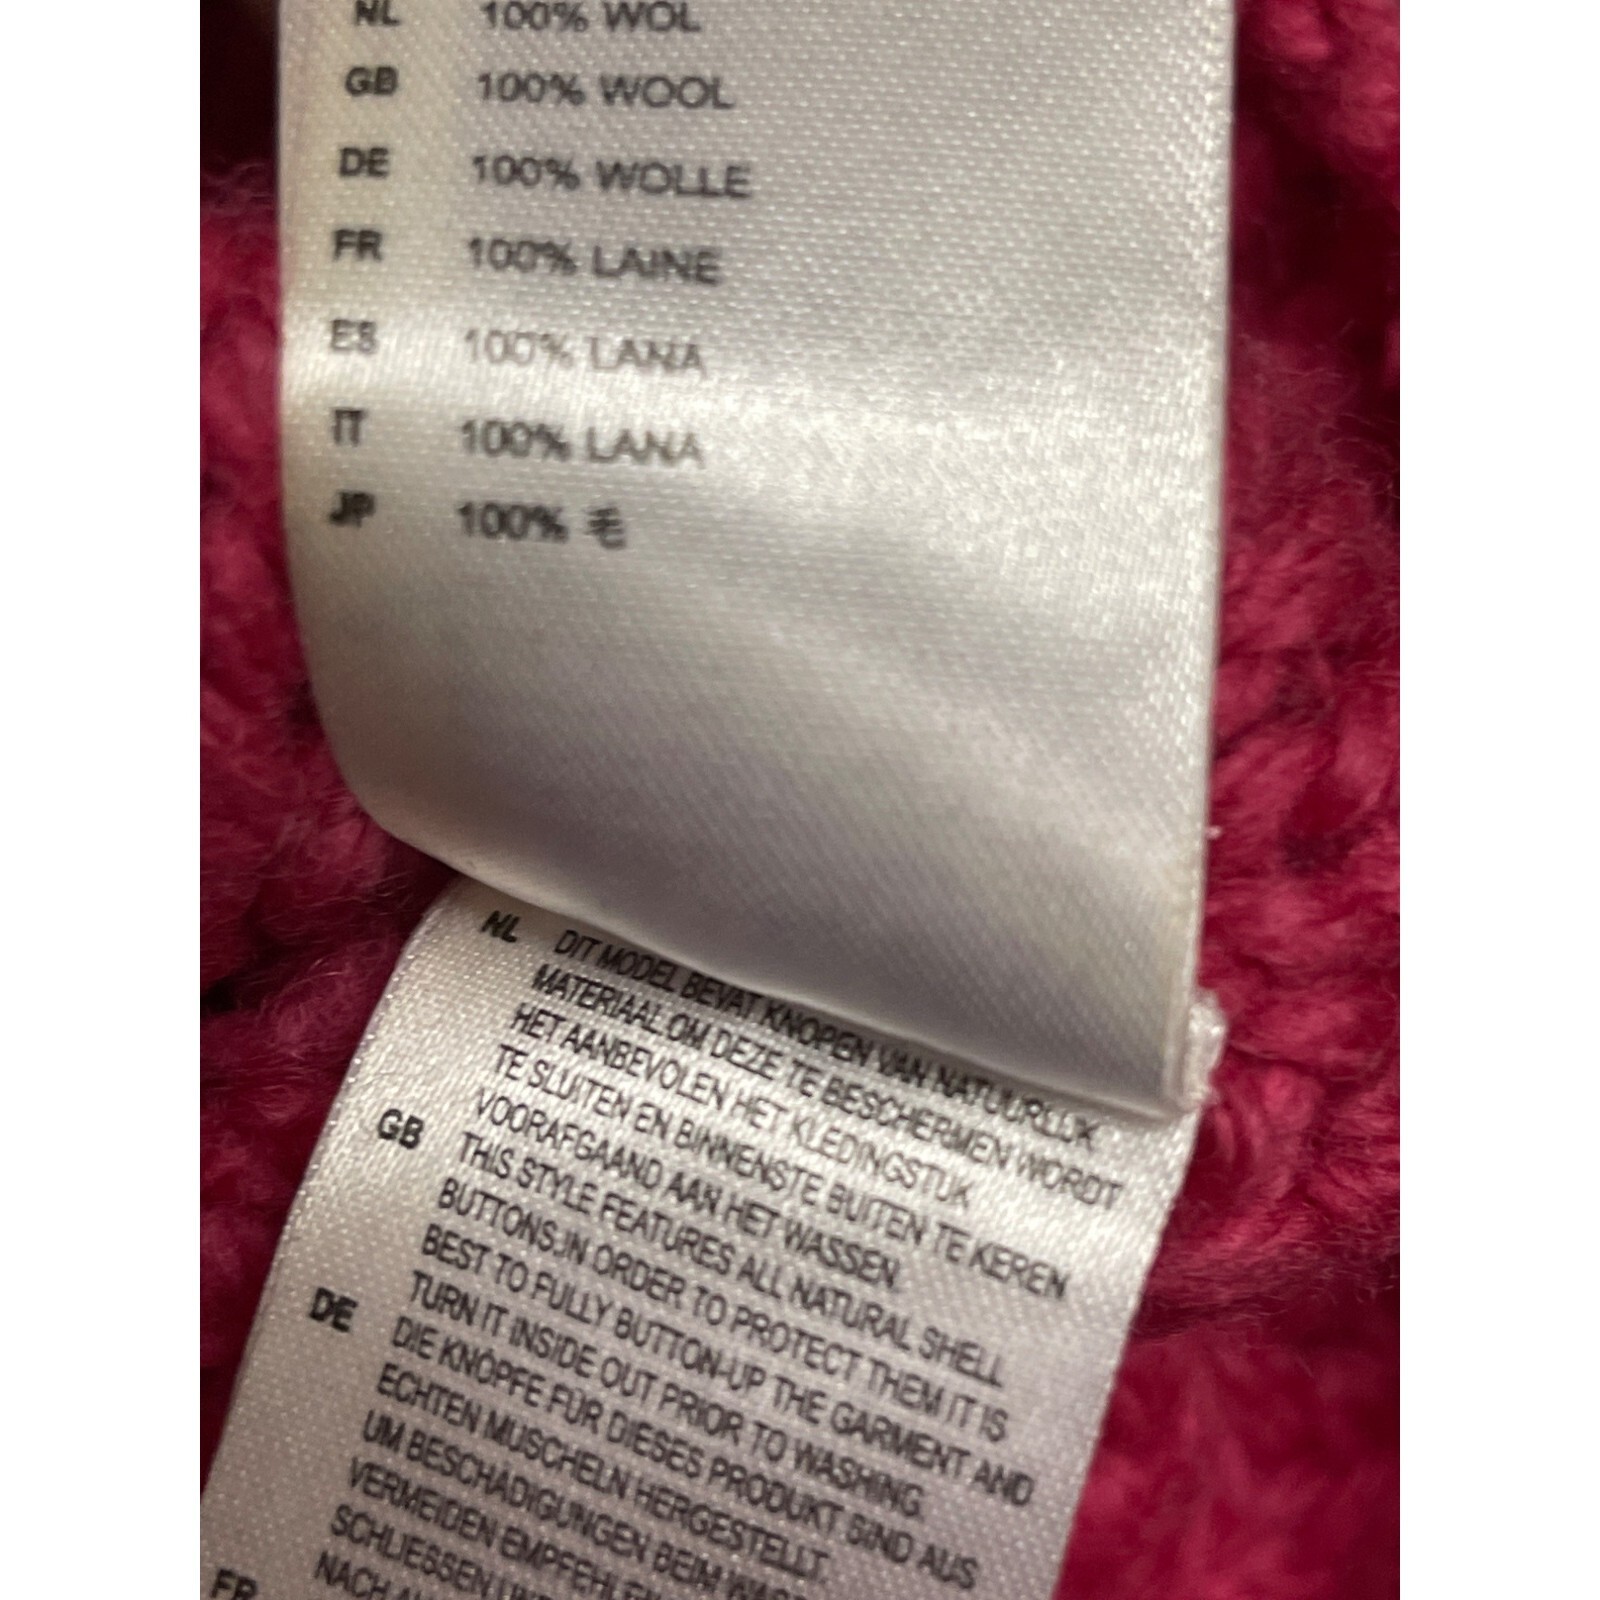 NL 100% WOL
GB 100% WOOL
DE 100% WOLLE
FR 100% LAINE
ES 100% LANA
IT 100% LANA
JP 100% 毛
NL DIT MODEL BEVAT KNOPEN VAN NATUURLIJK
MATERIAAL OM DEZE TE BESCHERMEN WORDT
HET AANBEVOLEN HET KLEDINGSTUK
TE SLUITEN EN BINNENSTE BUITEN TE KEREN
VOORAFGAAND AAN HET WASSEN.
GB THIS STYLE FEATURES ALL NATURAL SHELL
BUTTONS.IN ORDER TO PROTECT THEM IT IS
BEST TO FULLY BUTTON-UP THE GARMENT AND
TURN IT INSIDE OUT PRIOR TO WASHING.
DE DIE KNÖPFE FÜR DIESES PRODUKT SIND AUS
ECHTEN MUSCHELN HERGESTELLT.
UM BESCHÄDIGUNGEN BEIM
VERMEIDEN EMPFEHLEN
SCHLIESSEN
FR NACH